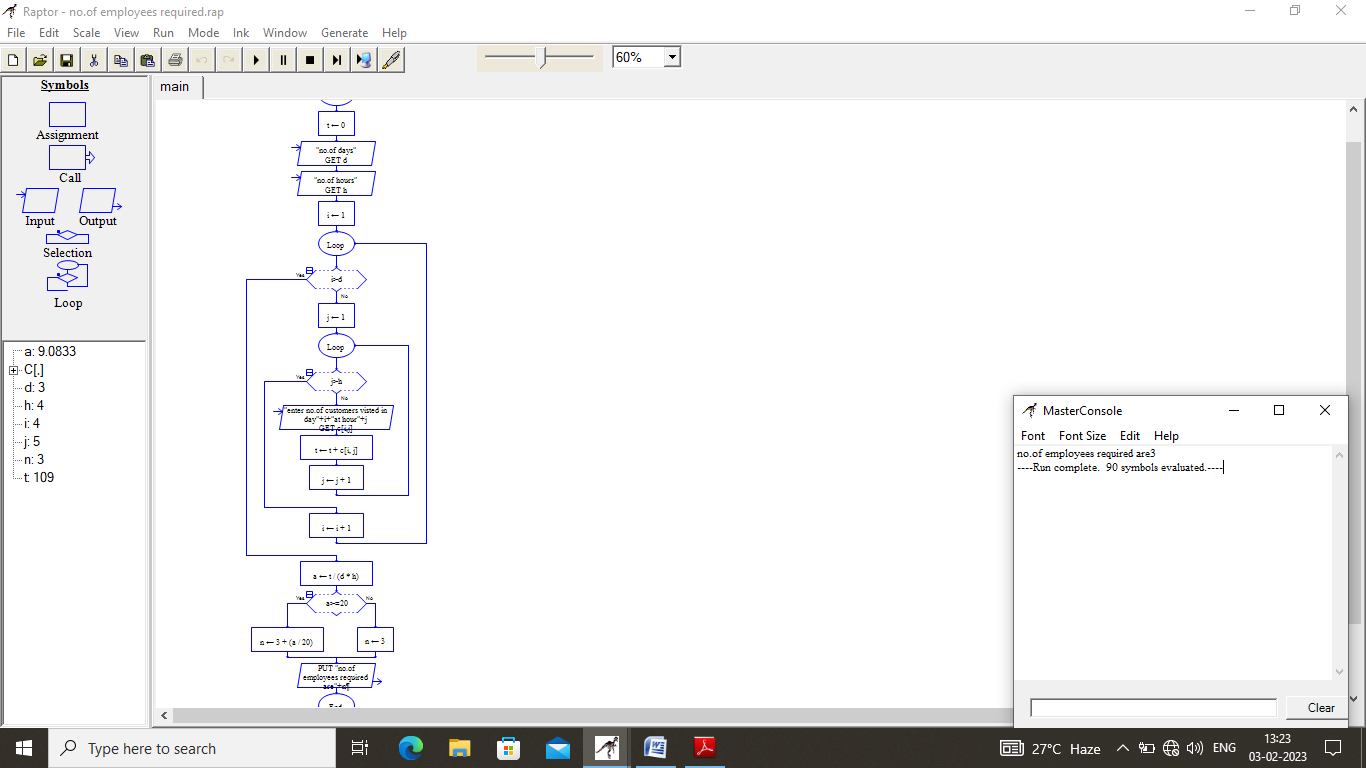 Raptor - no.of employees required.rap
File Edit Scale View Run Mode Ink Window Generate Help
60%
Symbols
Assignment
Call
Input Output
Selection
Loop
a: 9.0833
C[,]
d: 3
h: 4
i: 4
j: 5
n: 3
t: 109
main
t ← 0
"no.of days"
GET d
"no.of hours"
GET h
i ← 1
Loop
Yes
i>d
No
j ← 1
Loop
Yes
j>h
No
"enter no.of customers visted in
day"+i+"at hour"+j
GET c[i,j]
t ← t + c[i, j]
j ← j + 1
i ← i + 1
a ← t / (d * h)
Yes a>=20 No
n ← 3 + (a / 20) n ← 3
PUT "no.of
employees required
are"+n¶
End
MasterConsole
Font Font Size Edit Help
no.of employees required are3
----Run complete. 90 symbols evaluated.----
Clear
Type here to search
27°C Haze
ENG
13:23
03-02-2023